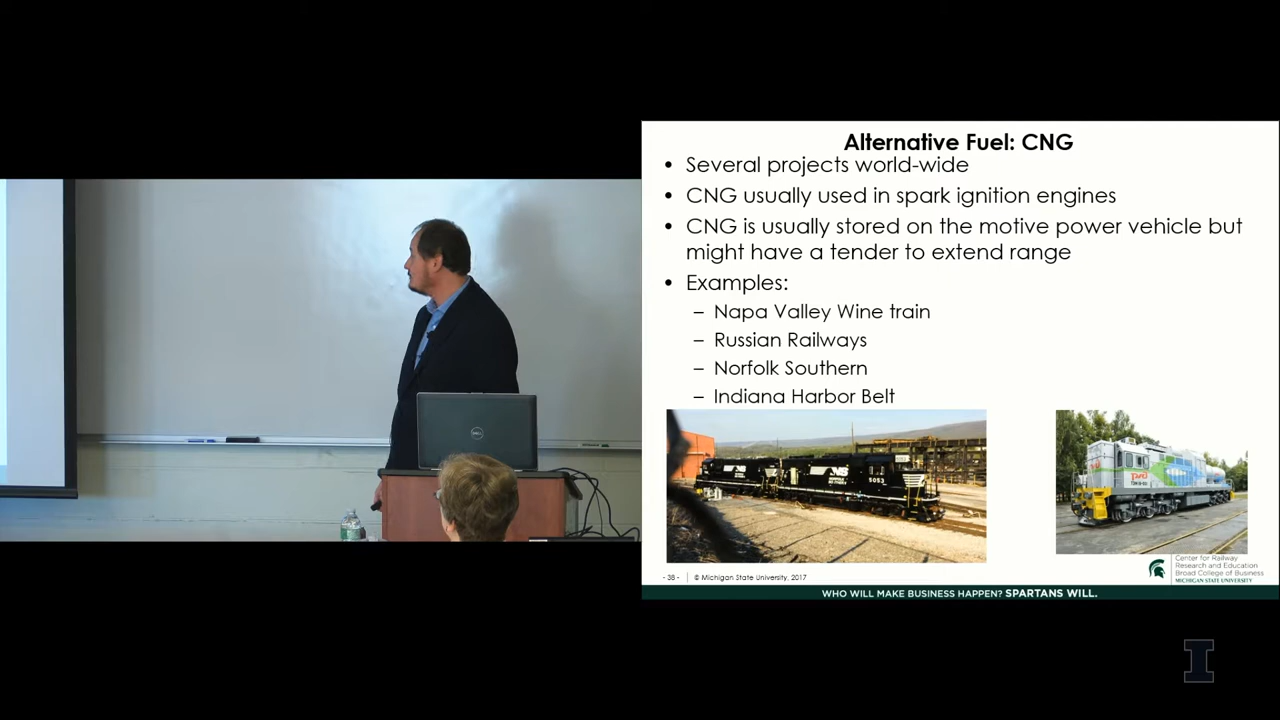 Alternative Fuel: CNG
• Several projects world-wide
• CNG usually used in spark ignition engines
• CNG is usually stored on the motive power vehicle but
might have a tender to extend range
• Examples:
– Napa Valley Wine train
– Russian Railways
– Norfolk Southern
– Indiana Harbor Belt
NS
5053
- 38 - | © Michigan State University, 2017
Center for Railway
Research and Education
Broad College of Business
MICHIGAN STATE UNIVERSITY
WHO WILL MAKE BUSINESS HAPPEN? SPARTANS WILL.
DELL
I